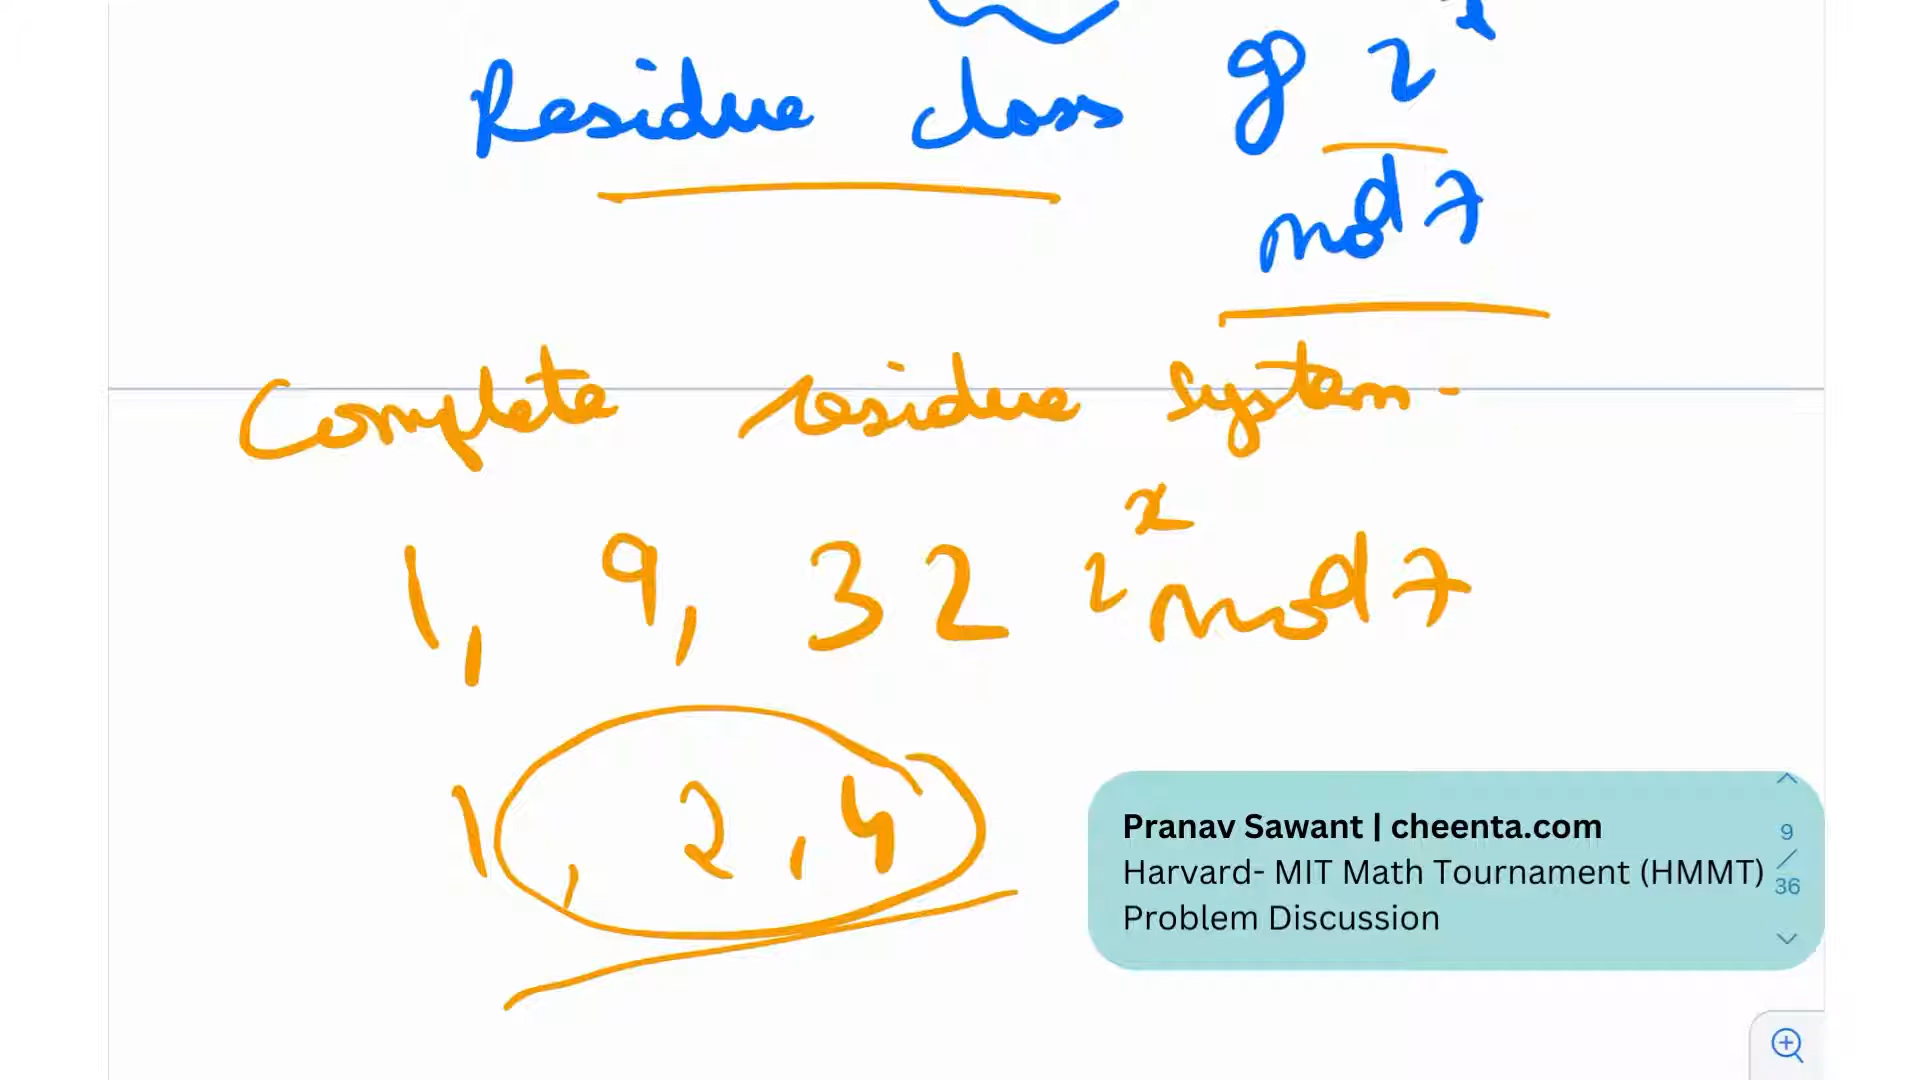 Residue class of 2^x
mod 7
Complete residue system.
1, 9, 32 2^x mod 7
1, 2, 4
Pranav Sawant | cheenta.com
Harvard- MIT Math Tournament (HMMT)
Problem Discussion
9
/
36